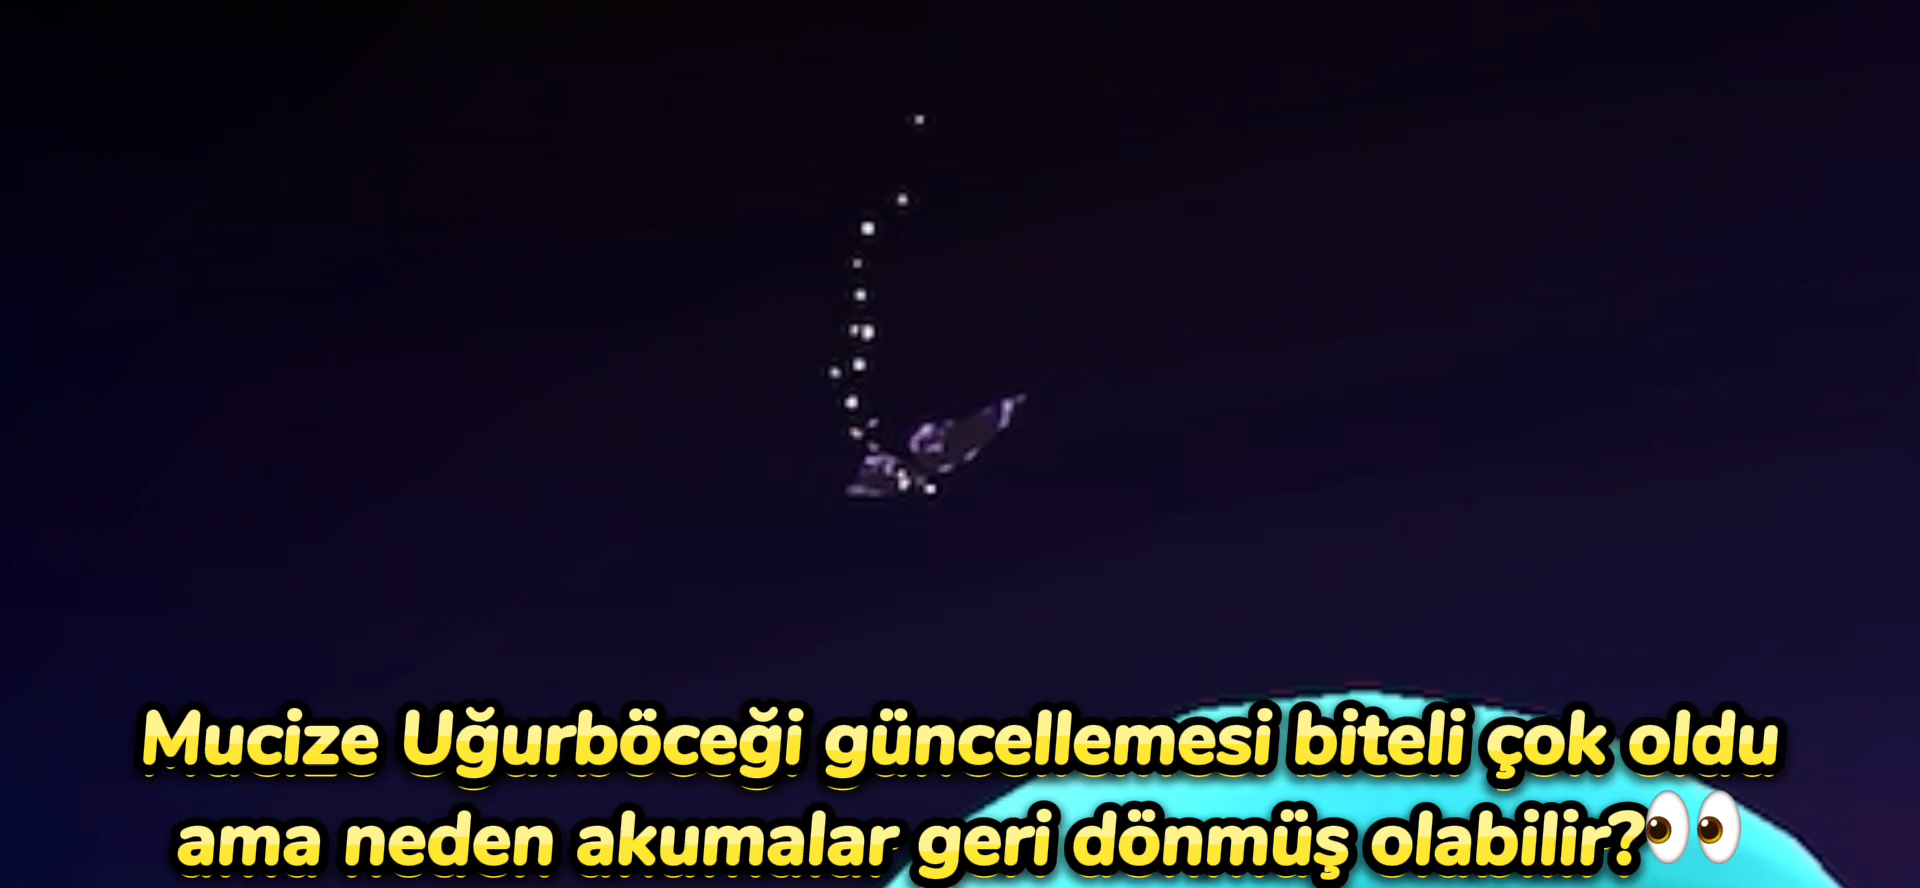 Mucize Uğurböceği güncellemesi biteli çok oldu
ama neden akumalar geri dönmüş olabilir?👀